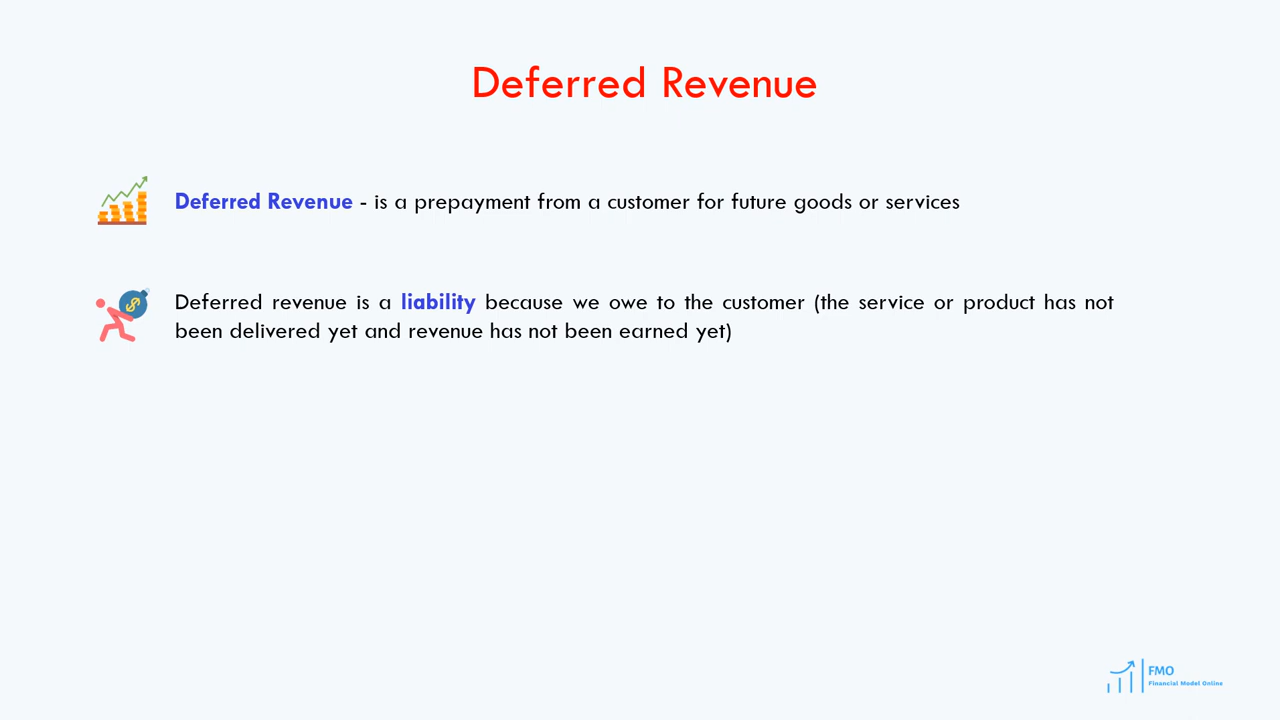 Deferred Revenue
Deferred Revenue - is a prepayment from a customer for future goods or services
Deferred revenue is a liability because we owe to the customer (the service or product has not
been delivered yet and revenue has not been earned yet)
FMO
Financial Model Online